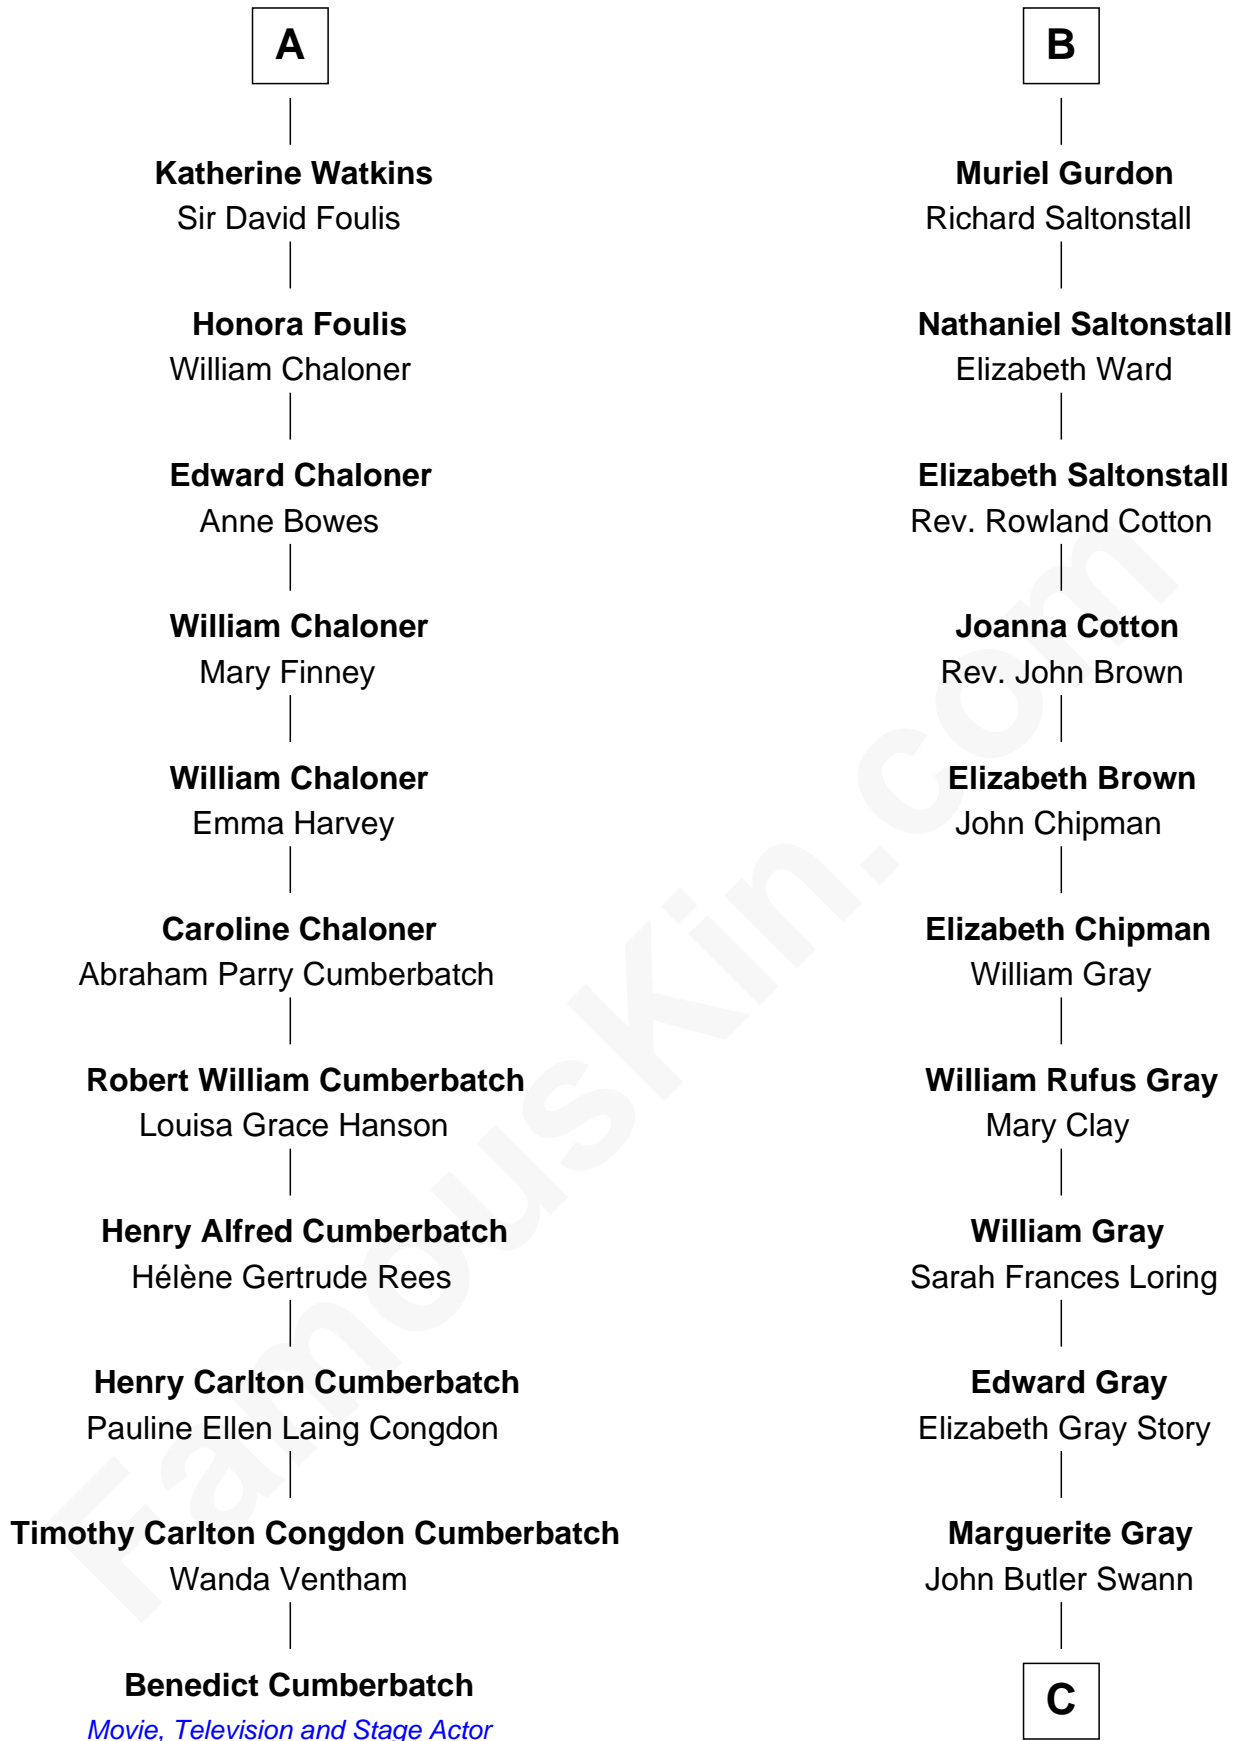 A
Katherine Watkins
Sir David Foulis
Honora Foulis
William Chaloner
Edward Chaloner
Anne Bowes
William Chaloner
Mary Finney
William Chaloner
Emma Harvey
Caroline Chaloner
Abraham Parry Cumberbatch
Robert William Cumberbatch
Louisa Grace Hanson
Henry Alfred Cumberbatch
Hélène Gertrude Rees
Henry Carlton Cumberbatch
Pauline Ellen Laing Congdon
Timothy Carlton Congdon Cumberbatch
Wanda Ventham
Benedict Cumberbatch
Movie, Television and Stage Actor
B
Muriel Gurdon
Richard Saltonstall
Nathaniel Saltonstall
Elizabeth Ward
Elizabeth Saltonstall
Rev. Rowland Cotton
Joanna Cotton
Rev. John Brown
Elizabeth Brown
John Chipman
Elizabeth Chipman
William Gray
William Rufus Gray
Mary Clay
William Gray
Sarah Frances Loring
Edward Gray
Elizabeth Gray Story
Marguerite Gray
John Butler Swann
C
FamousKin.com